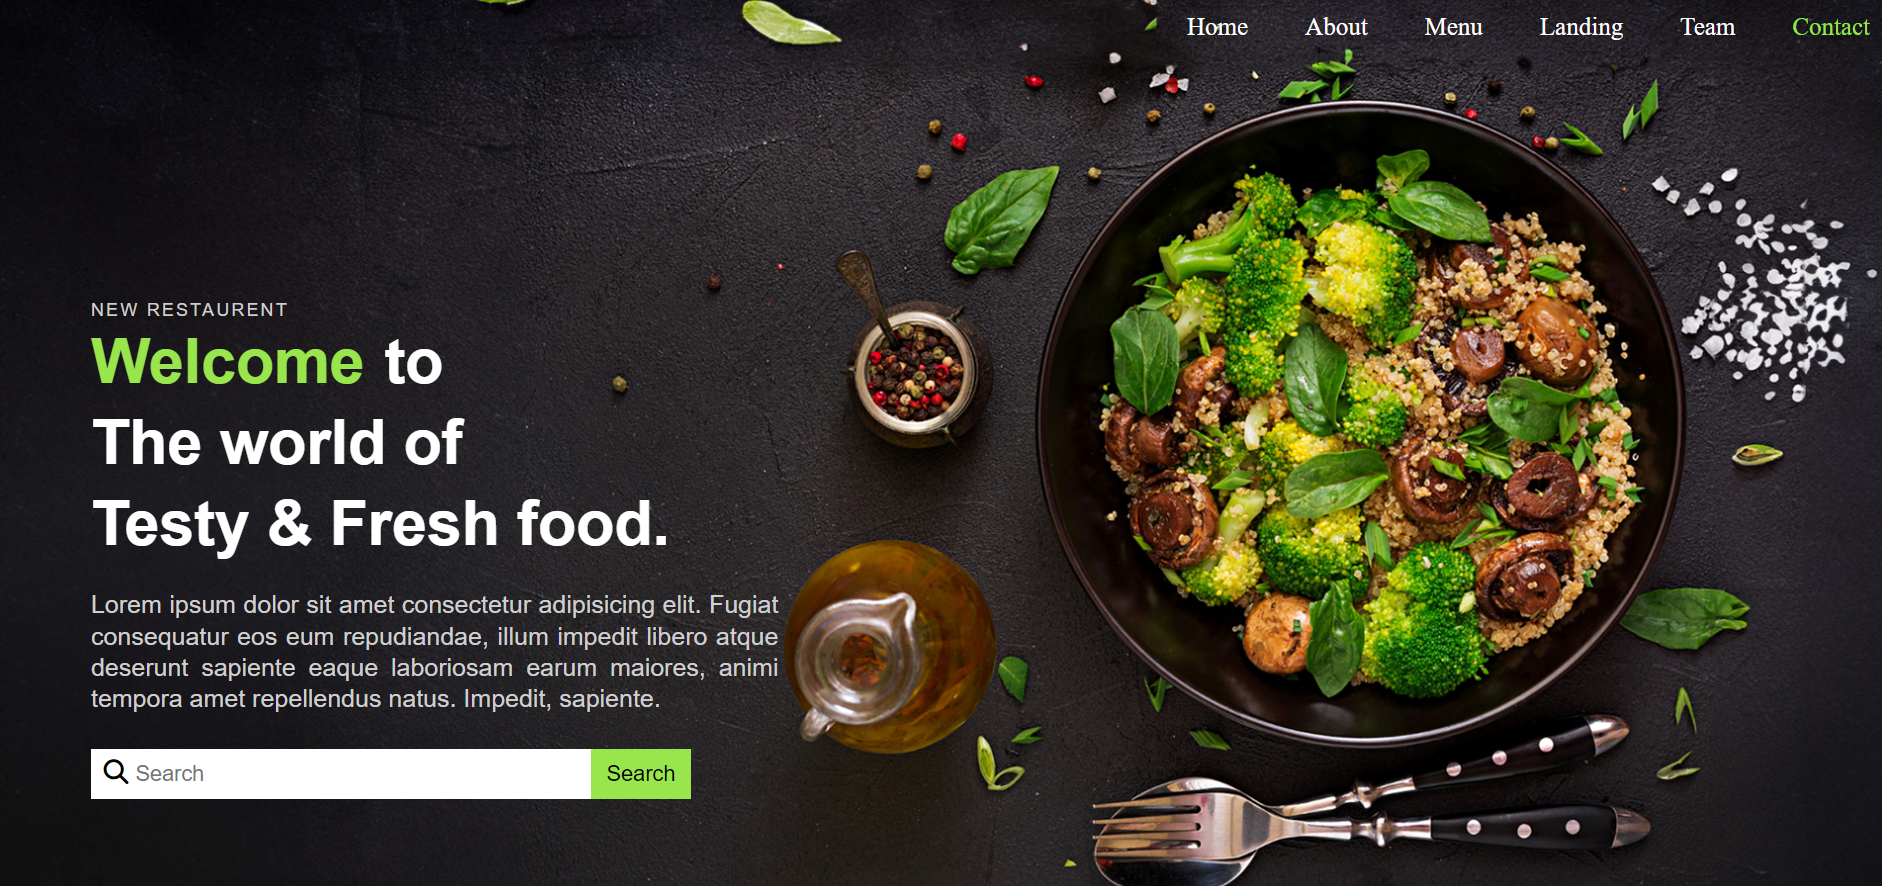 Home About Menu Landing Team Contact
NEW RESTAURENT
Welcome to
The world of
Testy & Fresh food.
Lorem ipsum dolor sit amet consectetur adipisicing elit. Fugiat
consequatur eos eum repudiandae, illum impedit libero atque
deserunt sapiente eaque laboriosam earum maiores, animi
tempora amet repellendus natus. Impedit, sapiente.
Search Search